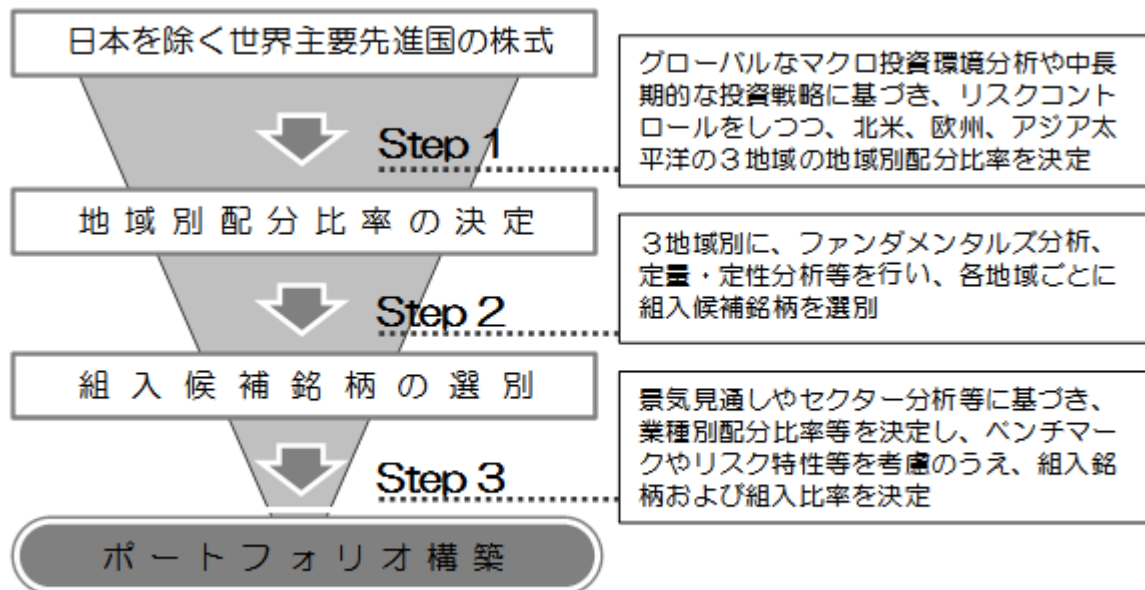 日本を除く世界主要先進国の株式
グローバルなマクロ投資環境分析や中長
期的な投資戦略に基づき、リスクコント
ロールをしつつ、北米、欧州、アジア太
平洋の３地域の地域別配分比率を決定
Step 1
地域別配分比率の決定
３地域別に、ファンダメンタルズ分析、
定量・定性分析等を行い、各地域ごとに
組入候補銘柄を選別
Step 2
組入候補銘柄の選別
景気見通しやセクター分析等に基づき、
業種別配分比率等を決定し、ベンチマー
クやリスク特性等を考慮のうえ、組入銘
柄および組入比率を決定
Step 3
ポートフォリオ構築